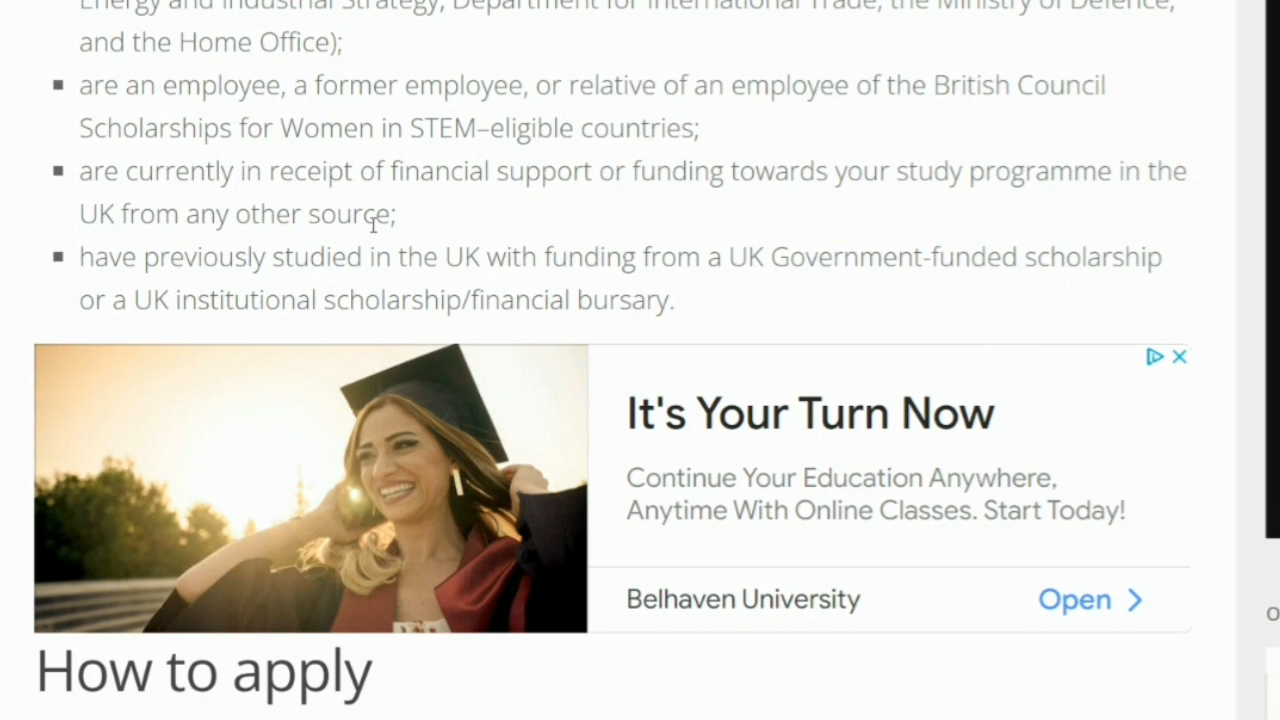 Energy and Industrial Strategy, Department for International Trade, the Ministry of Defence,
and the Home Office);
▪ are an employee, a former employee, or relative of an employee of the British Council
Scholarships for Women in STEM–eligible countries;
▪ are currently in receipt of financial support or funding towards your study programme in the
UK from any other source;
▪ have previously studied in the UK with funding from a UK Government-funded scholarship
or a UK institutional scholarship/financial bursary.
It's Your Turn Now
Continue Your Education Anywhere,
Anytime With Online Classes. Start Today!
Belhaven University
Open
How to apply